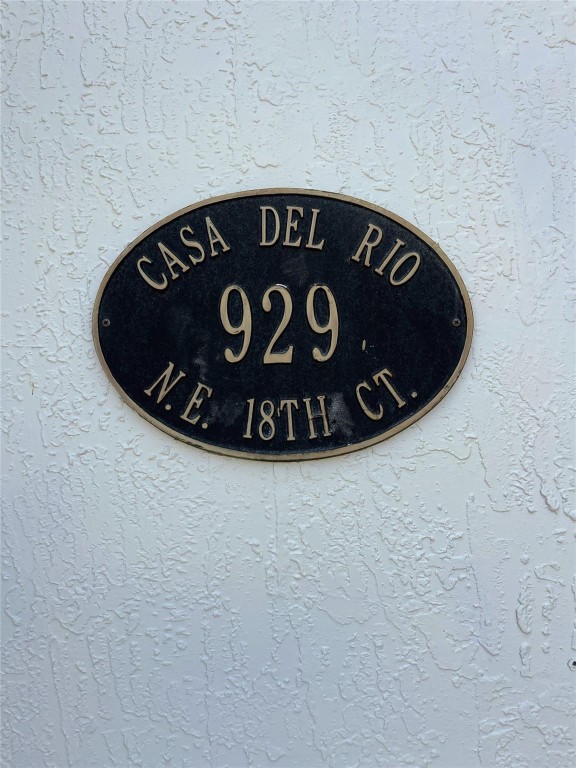 CASA DEL RIO
929
N.E. 18TH CT.